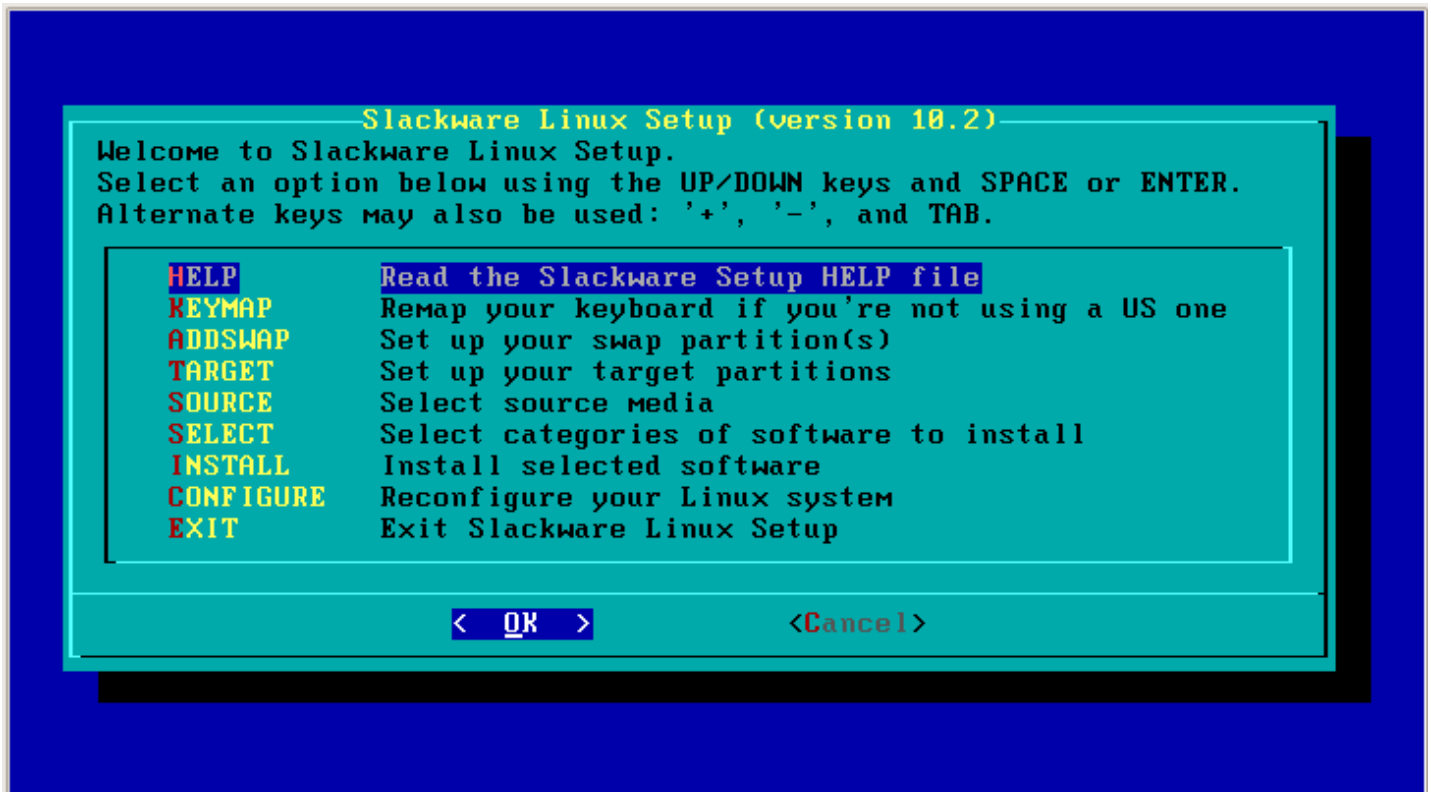 Slackware Linux Setup (version 10.2)
Welcome to Slackware Linux Setup.
Select an option below using the UP/DOWN keys and SPACE or ENTER.
Alternate keys may also be used: '+', '-', and TAB.
HELP Read the Slackware Setup HELP file
KEYMAP Remap your keyboard if you're not using a US one
ADDSWAP Set up your swap partition(s)
TARGET Set up your target partitions
SOURCE Select source media
SELECT Select categories of software to install
INSTALL Install selected software
CONFIGURE Reconfigure your Linux system
EXIT Exit Slackware Linux Setup
< OK > <Cancel>